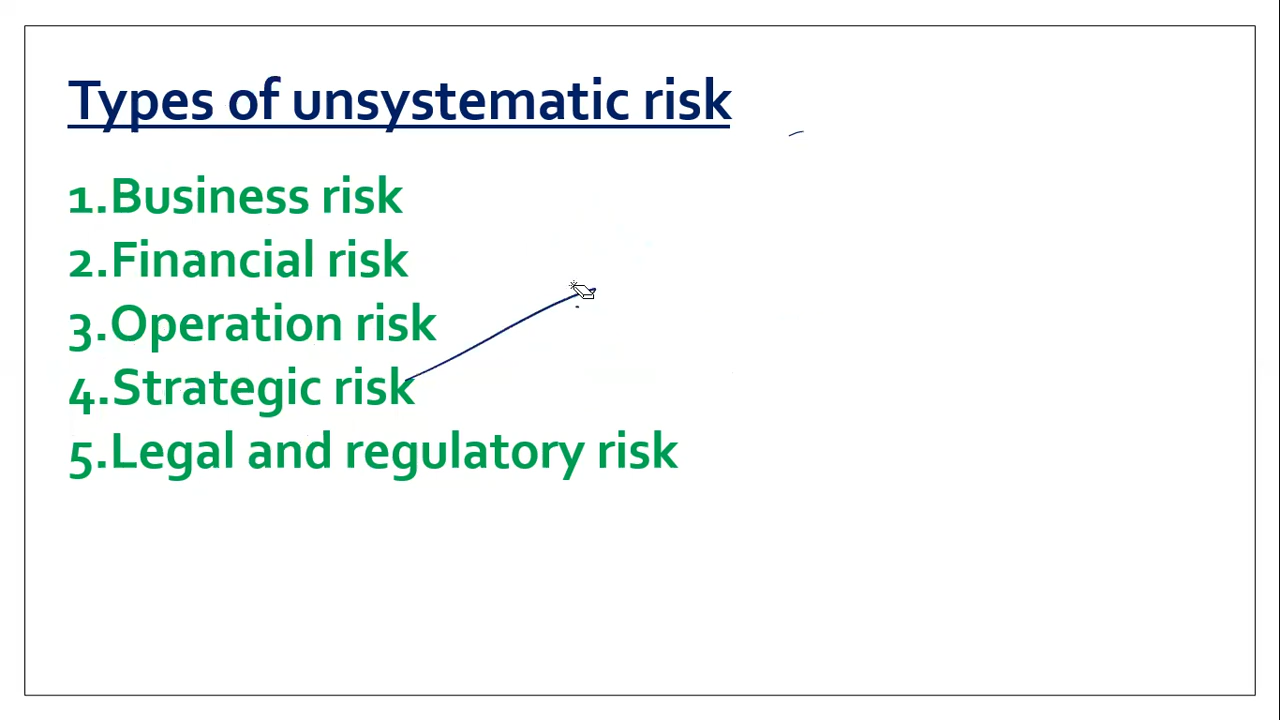 Types of unsystematic risk
1.Business risk
2.Financial risk
3.Operation risk
4.Strategic risk
5.Legal and regulatory risk